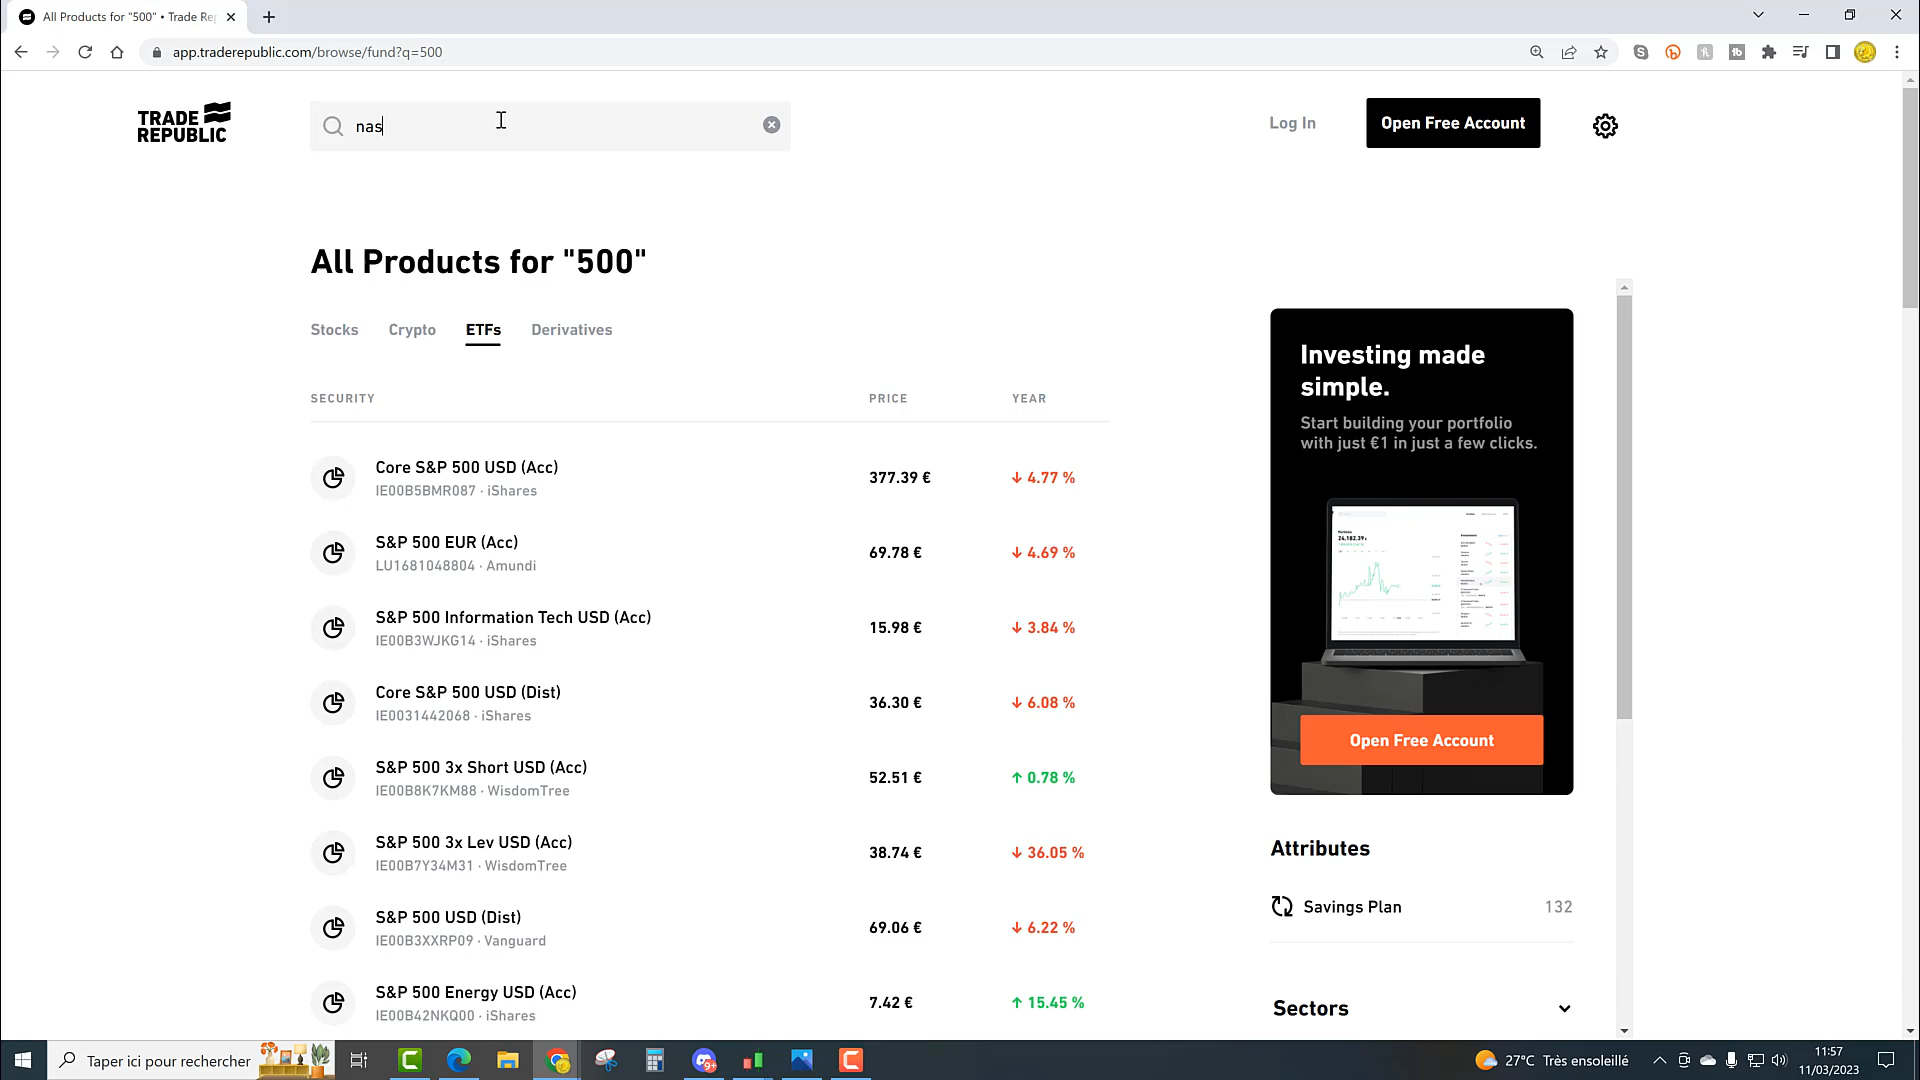 All Products for "500" • Trade Rep
app.traderepublic.com/browse/fund?q=500
TRADE REPUBLIC
nas
Log In
Open Free Account
All Products for "500"
Stocks Crypto ETFs Derivatives
SECURITY PRICE YEAR
Core S&P 500 USD (Acc)
IE00B5BMR087 · iShares
377.39 € ↓ 4.77 %
S&P 500 EUR (Acc)
LU1681048804 · Amundi
69.78 € ↓ 4.69 %
S&P 500 Information Tech USD (Acc)
IE00B3WJKG14 · iShares
15.98 € ↓ 3.84 %
Core S&P 500 USD (Dist)
IE0031442068 · iShares
36.30 € ↓ 6.08 %
S&P 500 3x Short USD (Acc)
IE00B8K7KM88 · WisdomTree
52.51 € ↑ 0.78 %
S&P 500 3x Lev USD (Acc)
IE00B7Y34M31 · WisdomTree
38.74 € ↓ 36.05 %
S&P 500 USD (Dist)
IE00B3XXRP09 · Vanguard
69.06 € ↓ 6.22 %
S&P 500 Energy USD (Acc)
IE00B42NKQ00 · iShares
7.42 € ↑ 15.45 %
Investing made
simple.
Start building your portfolio
with just €1 in just a few clicks.
Open Free Account
Attributes
Savings Plan 132
Sectors
Taper ici pour rechercher
27°C Très ensoleillé
11:57
11/03/2023